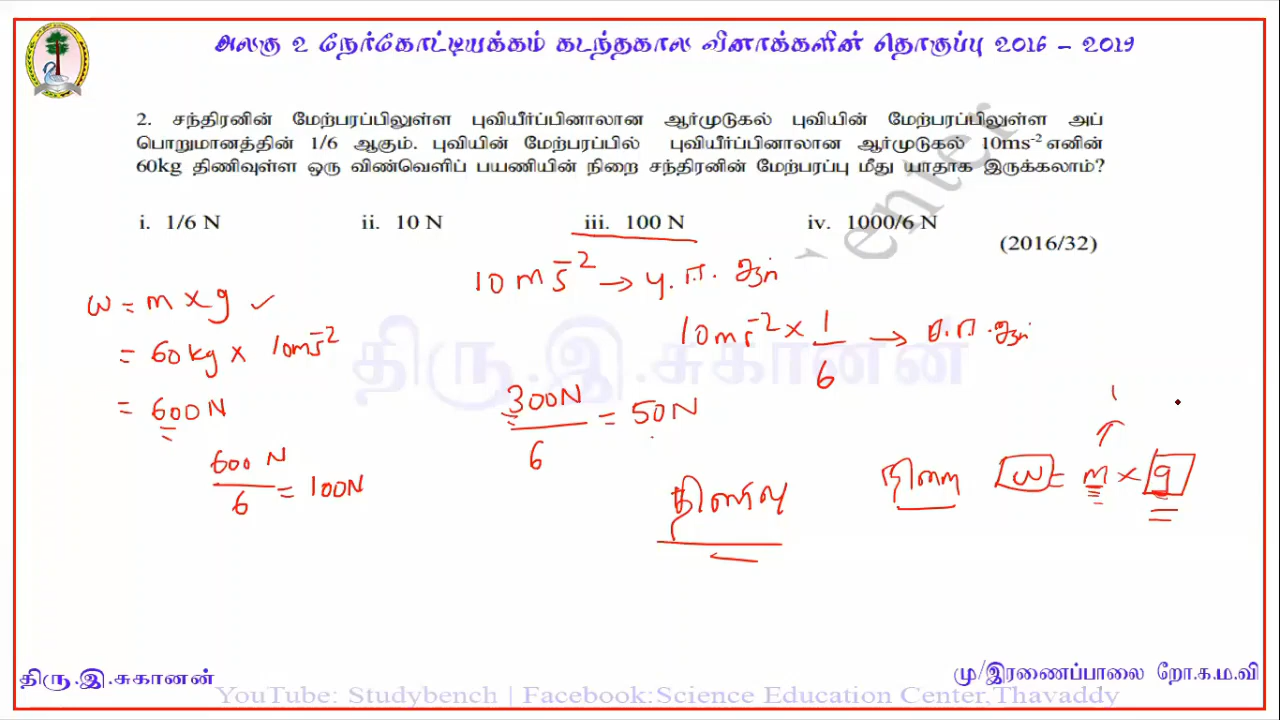 அலகு 2 நேர்கோட்டியக்கம் கடந்தகால வினாக்களின் தொகுப்பு 2016 – 2019
2. சந்திரனின் மேற்பரப்பிலுள்ள புவியீர்ப்பினாலான ஆர்முடுகல் புவியின் மேற்பரப்பிலுள்ள அப்
பொறுமானத்தின் 1/6 ஆகும். புவியின் மேற்பரப்பில் புவியீர்ப்பினாலான ஆர்முடுகல் 10ms⁻² எனின்
60kg திணிவுள்ள ஒரு விண்வெளிப் பயணியின் நிறை சந்திரனின் மேற்பரப்பு மீது யாதாக இருக்கலாம்?
i. 1/6 N ii. 10 N iii. 100 N iv. 1000/6 N
(2016/32)
10 ms⁻² → பு.ஈ. ஆர்
w = m × g ✓
10ms⁻² × 1/6 →
= 60kg × 10ms⁻²
= 600N
300N/6 = 50N
600 N/6 = 100N
திணிவு
நிறை w = m × g
திரு.இ.சுகானன்
திரு.இ.சுகானன்
மு/இரணைப்பாலை றோ.க.ம.வி
YouTube: Studybench | Facebook:Science Education Center,Thavaddy